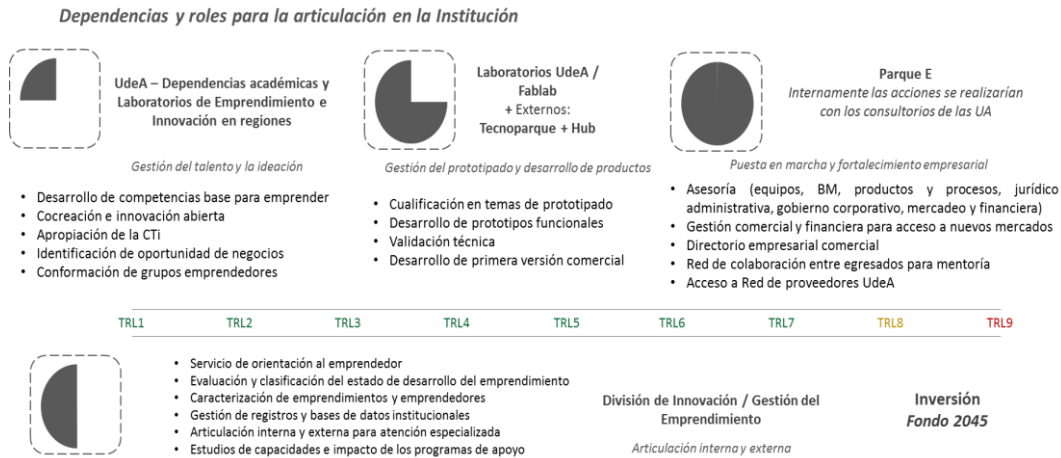 Dependencias y roles para la articulación en la Institución
UdeA – Dependencias académicas y
Laboratorios de Emprendimiento e
Innovación en regiones
Gestión del talento y la ideación
• Desarrollo de competencias base para emprender
• Cocreación e innovación abierta
• Apropiación de la CTi
• Identificación de oportunidad de negocios
• Conformación de grupos emprendedores
Laboratorios UdeA /
Fablab
+ Externos:
Tecnoparque + Hub
Gestión del prototipado y desarrollo de productos
• Cualificación en temas de prototipado
• Desarrollo de prototipos funcionales
• Validación técnica
• Desarrollo de primera versión comercial
Parque E
Internamente las acciones se realizarían
con los consultorios de las UA
Puesta en marcha y fortalecimiento empresarial
• Asesoría (equipos, BM, productos y procesos, jurídico
administrativa, gobierno corporativo, mercadeo y financiera)
• Gestión comercial y financiera para acceso a nuevos mercados
• Directorio empresarial comercial
• Red de colaboración entre egresados para mentoría
• Acceso a Red de proveedores UdeA
TRL1 TRL2 TRL3 TRL4 TRL5 TRL6 TRL7 TRL8 TRL9
• Servicio de orientación al emprendedor
• Evaluación y clasificación del estado de desarrollo del emprendimiento
• Caracterización de emprendimientos y emprendedores
• Gestión de registros y bases de datos institucionales
• Articulación interna y externa para atención especializada
• Estudios de capacidades e impacto de los programas de apoyo
División de Innovación / Gestión del
Emprendimiento
Articulación interna y externa
Inversión
Fondo 2045